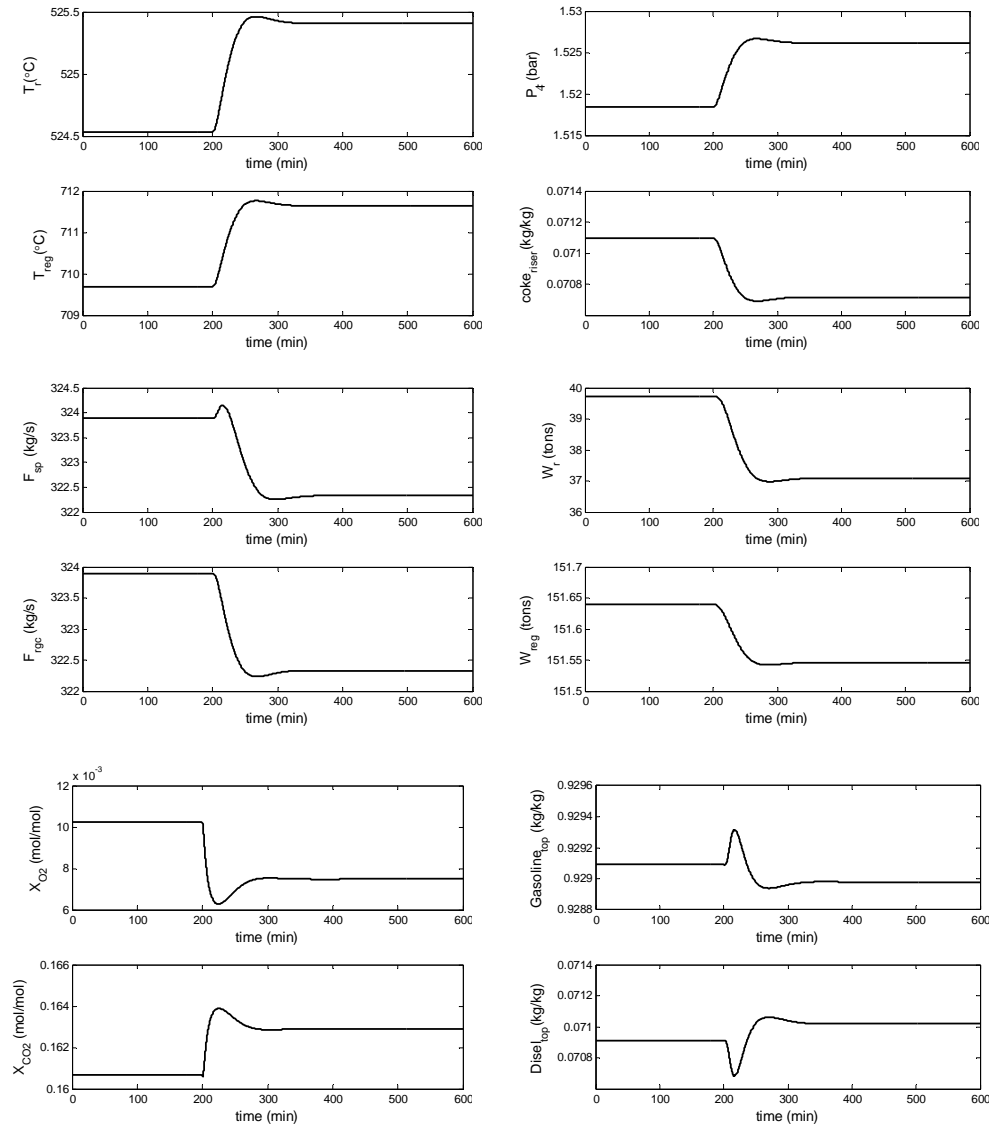 525.5
525
524.5
T_r (°C)
0 100 200 300 400 500 600
time (min)
1.53
1.525
1.52
1.515
P_4 (bar)
0 100 200 300 400 500 600
time (min)
712
711
710
709
T_reg (°C)
0 100 200 300 400 500 600
time (min)
0.0714
0.0712
0.071
0.0708
coke_riser (kg/kg)
0 100 200 300 400 500 600
time (min)
324.5
324
323.5
323
322.5
322
F_sp (kg/s)
0 100 200 300 400 500 600
time (min)
40
39
38
37
36
W_r (tons)
0 100 200 300 400 500 600
time (min)
324
323.5
323
322.5
322
F_rgc (kg/s)
0 100 200 300 400 500 600
time (min)
151.7
151.65
151.6
151.55
151.5
W_reg (tons)
0 100 200 300 400 500 600
time (min)
x 10^-3
12
10
8
6
X_O2 (mol/mol)
0 100 200 300 400 500 600
time (min)
0.9296
0.9294
0.9292
0.929
0.9288
Gasoline_top (kg/kg)
0 100 200 300 400 500 600
time (min)
0.166
0.164
0.162
0.16
X_CO2 (mol/mol)
0 100 200 300 400 500 600
time (min)
0.0714
0.0712
0.071
0.0708
Disel_top (kg/kg)
0 100 200 300 400 500 600
time (min)